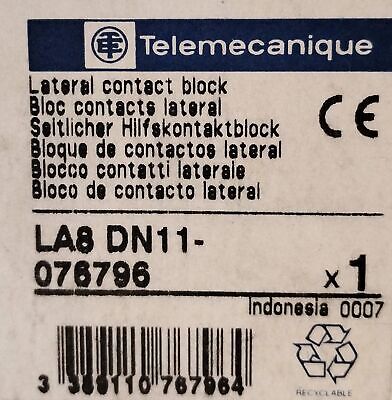 Telemecanique
Lateral contact block
Bloc contacts lateral
Seitlicher Hilfskontaktblock
Bloque de contactos lateral
Blocco contatti laterale
Bloco de contacto lateral
CE
LA8 DN11-
076796
x 1
Indonesia 0007
3 389110 767964
RECYCLABLE